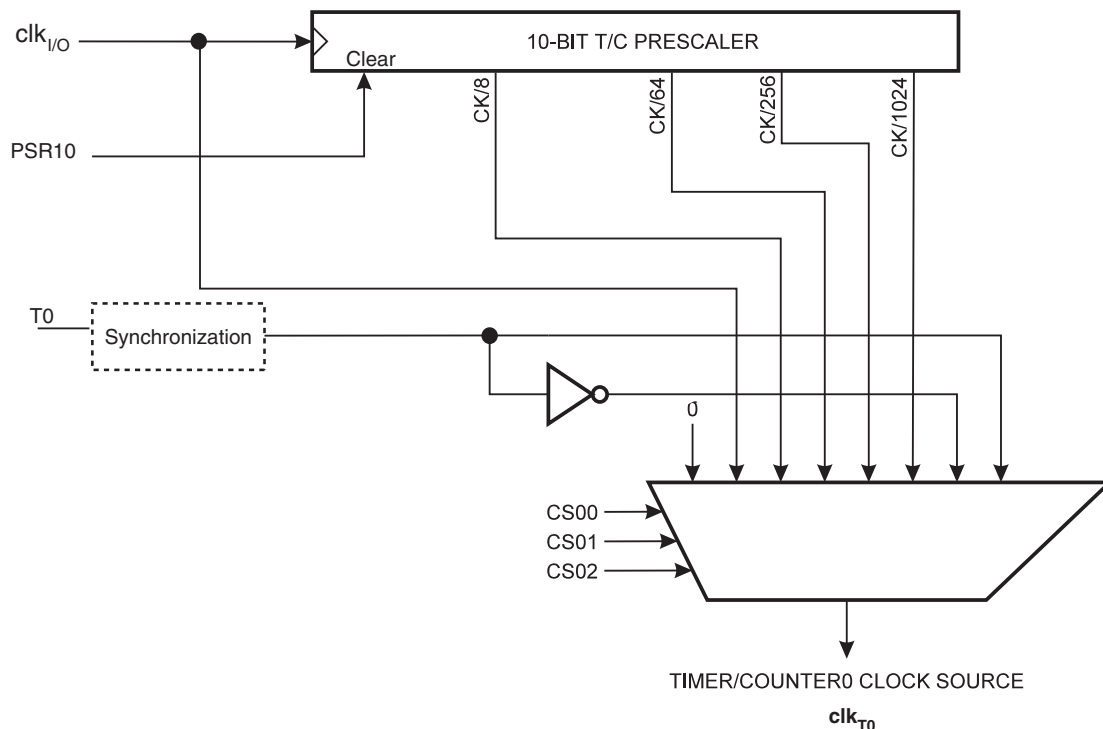 clkI/O
10-BIT T/C PRESCALER
Clear
CK/8
CK/64
CK/256
CK/1024
PSR10
T0
Synchronization
0
CS00
CS01
CS02
TIMER/COUNTER0 CLOCK SOURCE
clkT0